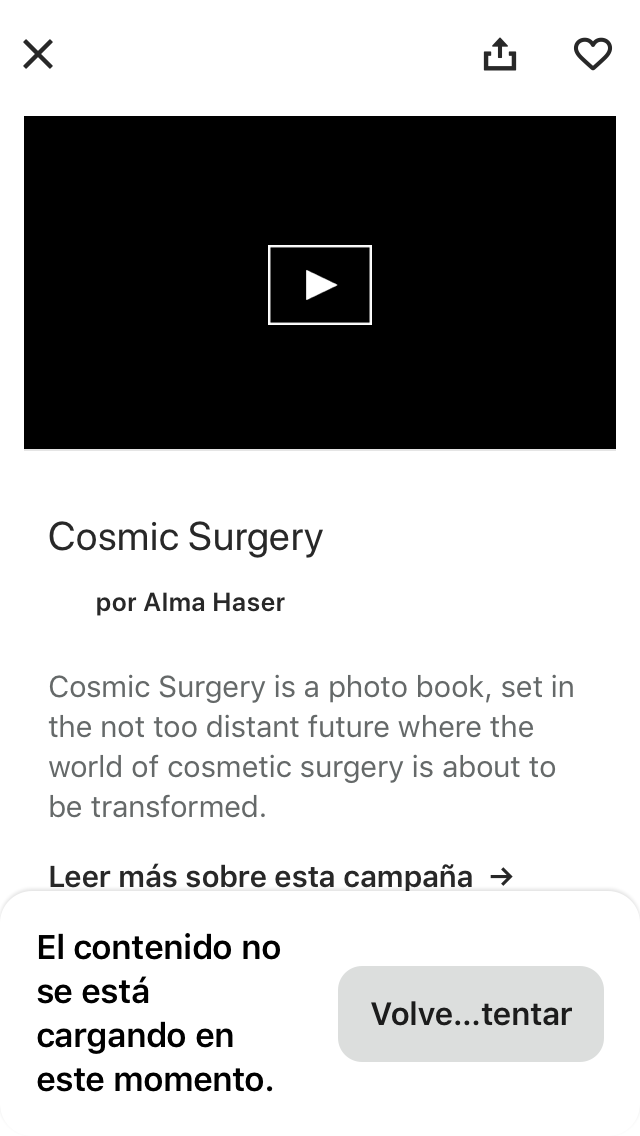 Cosmic Surgery
por Alma Haser
Cosmic Surgery is a photo book, set in
the not too distant future where the
world of cosmetic surgery is about to
be transformed.
Leer más sobre esta campaña →
El contenido no
se está
cargando en
este momento.
Volve...tentar